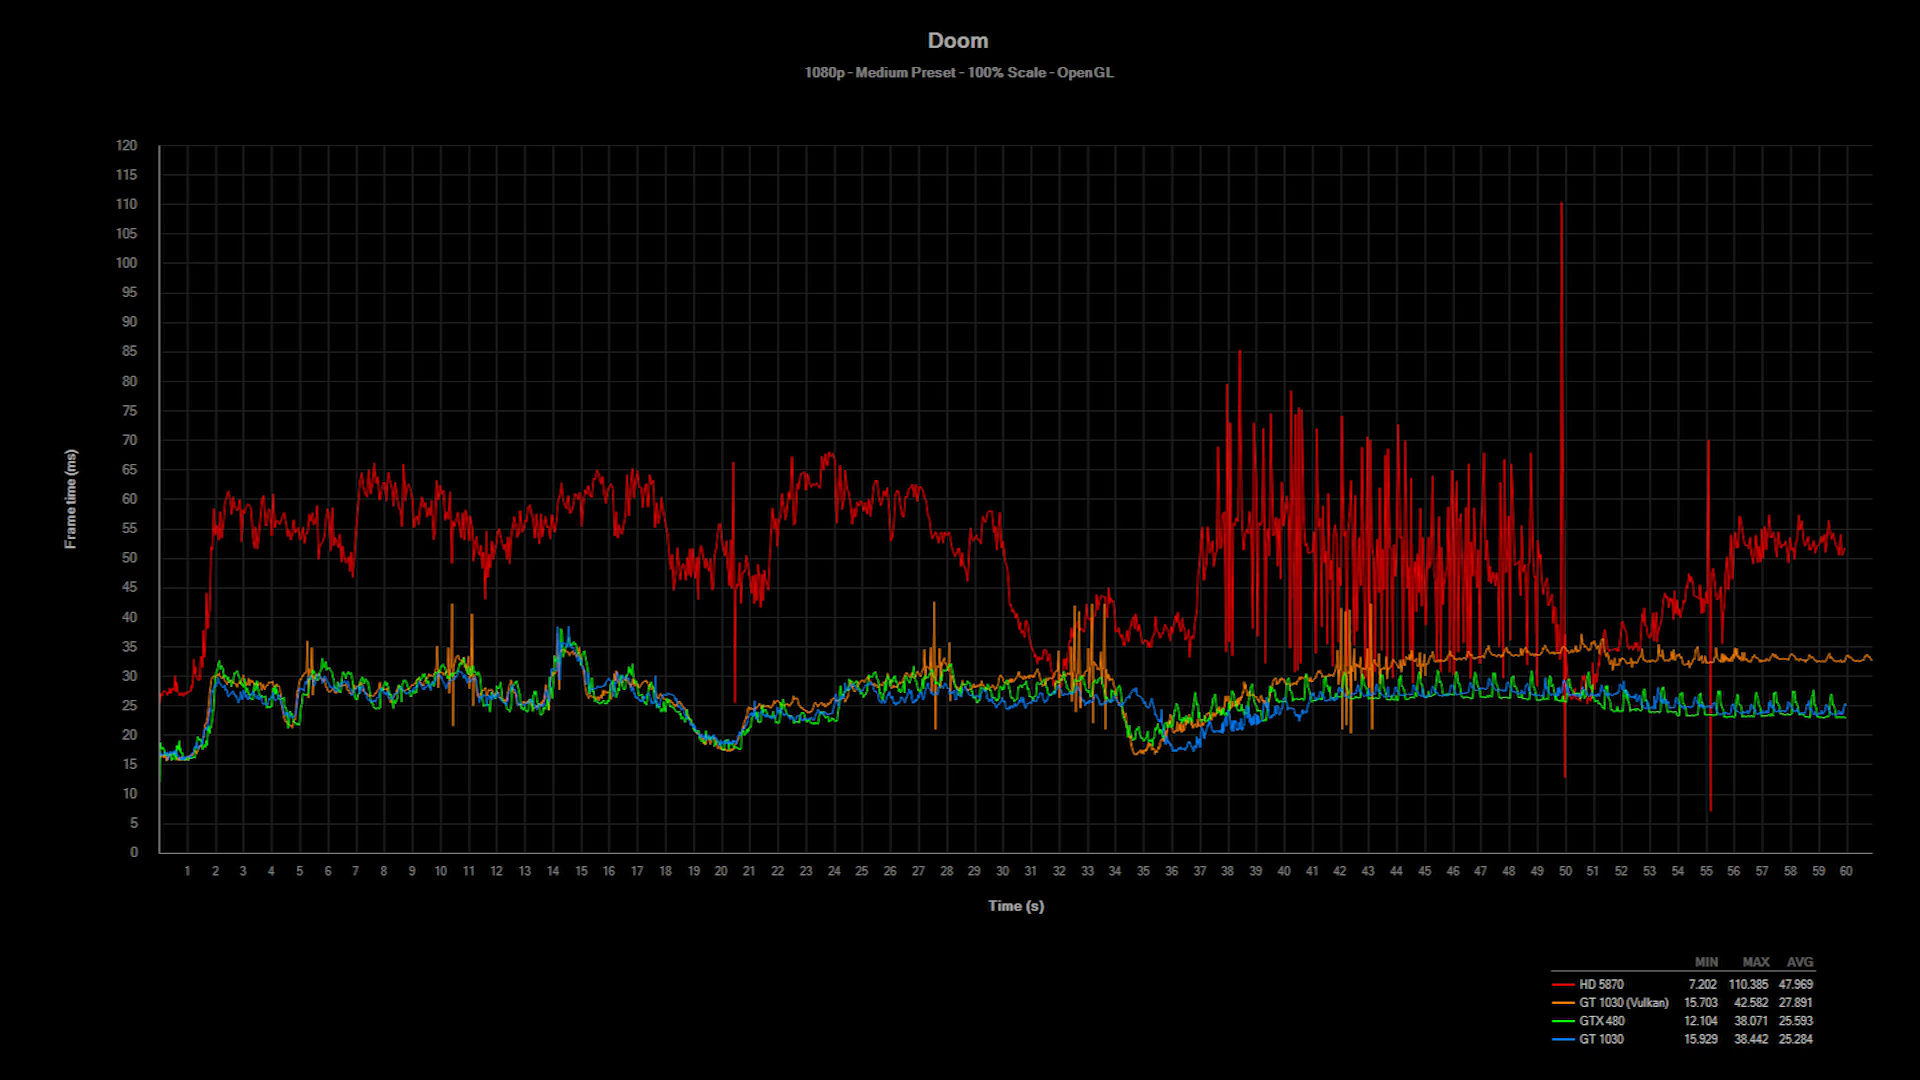 Doom
1080p - Medium Preset - 100% Scale - OpenGL
120
115
110
105
100
95
90
85
80
75
70
65
60
55
50
45
40
35
30
25
20
15
10
5
0
Frame time (ms)
1 2 3 4 5 6 7 8 9 10 11 12 13 14 15 16 17 18 19 20 21 22 23 24 25 26 27 28 29 30 31 32 33 34 35 36 37 38 39 40 41 42 43 44 45 46 47 48 49 50 51 52 53 54 55 56 57 58 59 60
Time (s)
MIN MAX AVG
HD 5870 7.202 110.385 47.969
GT 1030 (Vulkan) 15.703 42.582 27.891
GTX 480 12.104 38.071 25.593
GT 1030 15.929 38.442 25.284